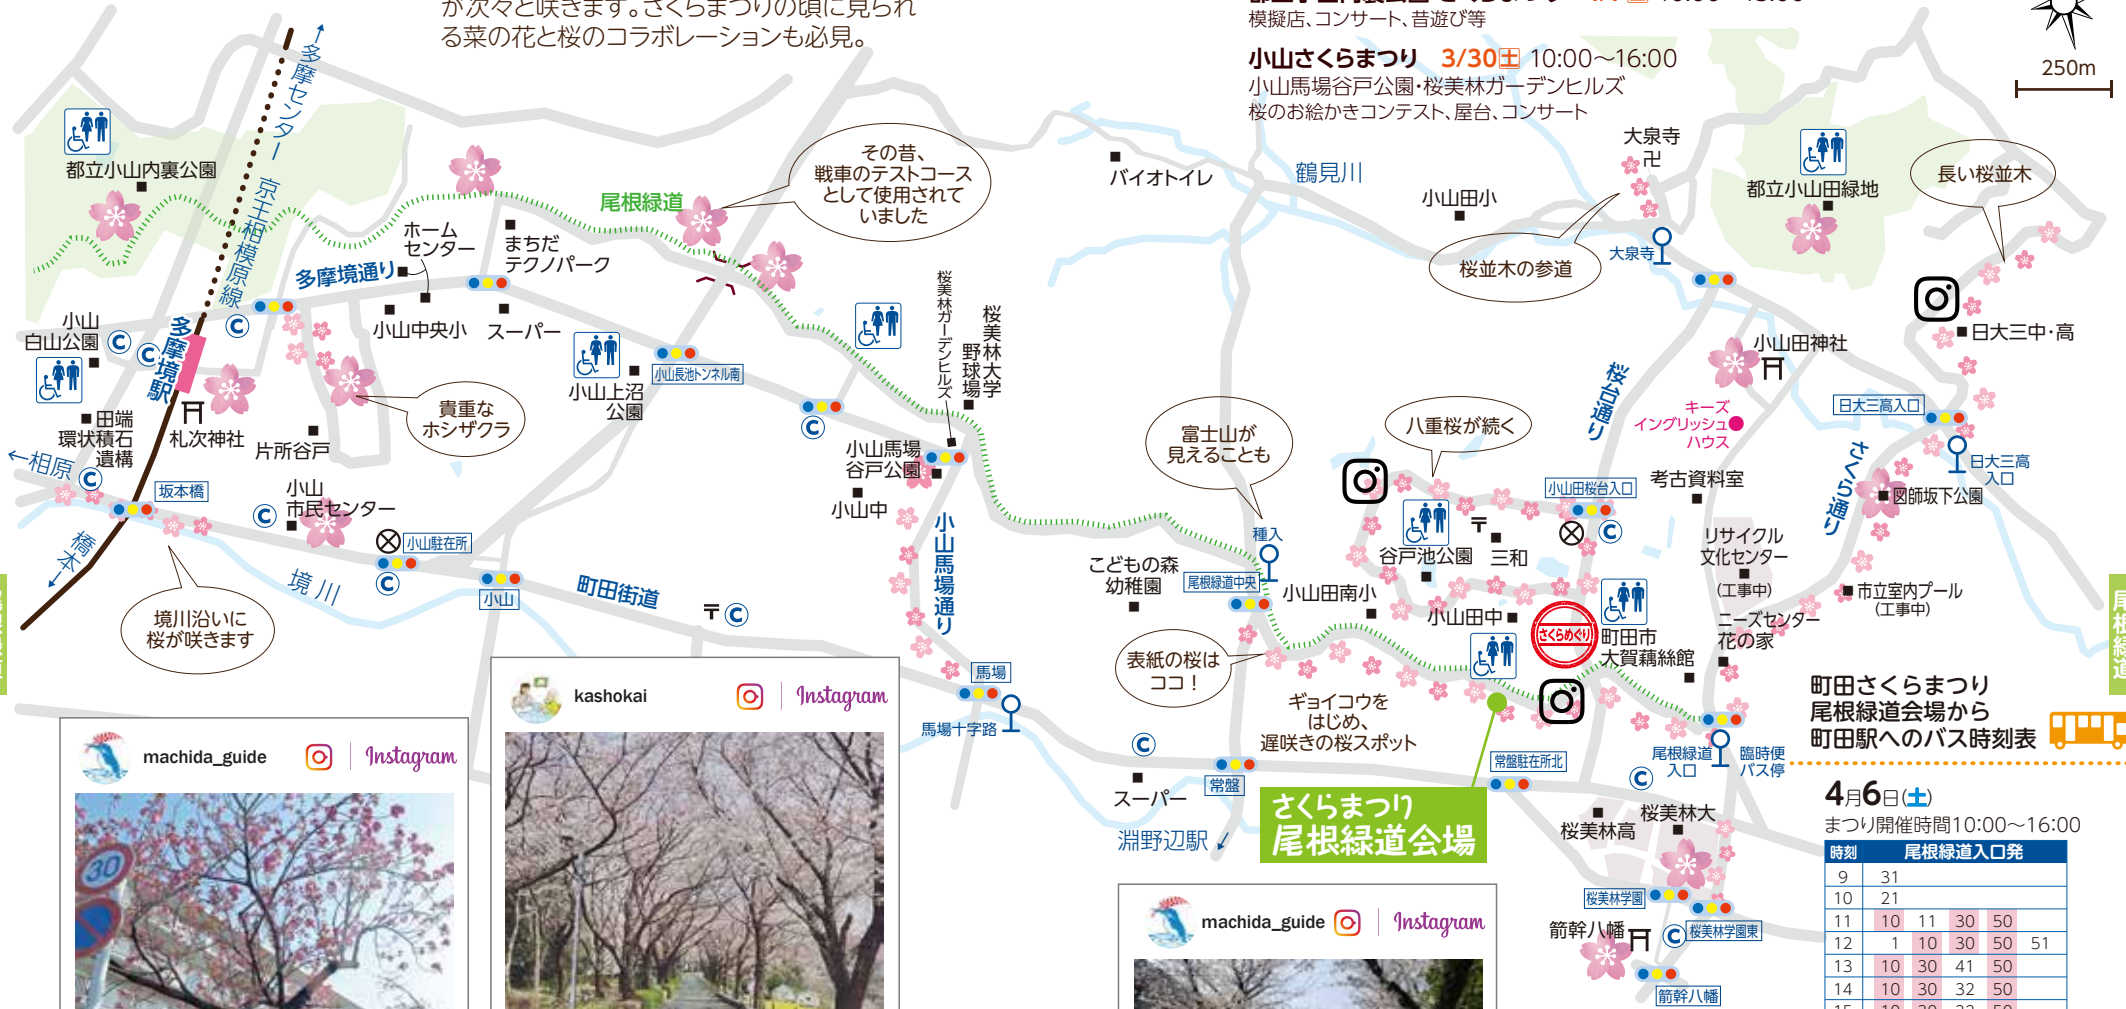 が次々と咲きます。さくらまつりの頃に見られ
る菜の花と桜のコラボレーションも必見。
模擬店、コンサート、昔遊び等
小山さくらまつり 3/30土 10:00～16:00
小山馬場谷戸公園・桜美林ガーデンヒルズ
桜のお絵かきコンテスト、屋台、コンサート
250m
↑多摩センター
京王相模原線
都立小山内裏公園
多摩境通り
ホーム
センター
まちだ
テクノパーク
尾根緑道
その昔、
戦車のテストコース
として使用されて
いました
小山
白山公園
多摩境駅
小山中央小
スーパー
小山上沼
公園
小山長池トンネル南
田端
環状積石
遺構
札次神社
片所谷戸
貴重な
ホシザクラ
←相原
坂本橋
橋本→
小山
市民センター
小山駐在所
境川
境川沿いに
桜が咲きます
小山
町田街道
〒
桜美林ガーデンヒルズ
桜美林大学
野球場
小山馬場
谷戸公園
小山中
小山馬場通り
馬場
馬場十字路
バイオトイレ
鶴見川
小山田小
大泉寺
卍
桜並木の参道
大泉寺
都立小山田緑地
長い桜並木
日大三中・高
小山田神社
キーズ
イングリッシュ
ハウス
桜台通り
日大三高入口
日大三高
入口
さくら通り
図師坂下公園
考古資料室
小山田桜台入口
八重桜が続く
富士山が
見えることも
種入
尾根緑道中央
こどもの森
幼稚園
小山田南小
谷戸池公園
〒
三和
小山田中
さくらめぐり
町田市
大賀藕絲館
リサイクル
文化センター
(工事中)
ニーズセンター
花の家
市立室内プール
(工事中)
表紙の桜は
ココ!
ギョイコウを
はじめ、
遅咲きの桜スポット
スーパー
常盤
淵野辺駅
常盤駐在所北
さくらまつり
尾根緑道会場
尾根緑道
入口
臨時便
バス停
桜美林高
桜美林大
桜美林学園
桜美林学園東
箭幹八幡
箭幹八幡
尾根緑道
町田さくらまつり
尾根緑道会場から
町田駅へのバス時刻表
4月6日(土)
まつり開催時間10:00～16:00
時刻 尾根緑道入口発
9 31
10 21
11 10 11 30 50
12 1 10 30 50 51
13 10 30 41 50
14 10 30 32 50
machida_guide Instagram
30
kashokai Instagram
machida_guide Instagram